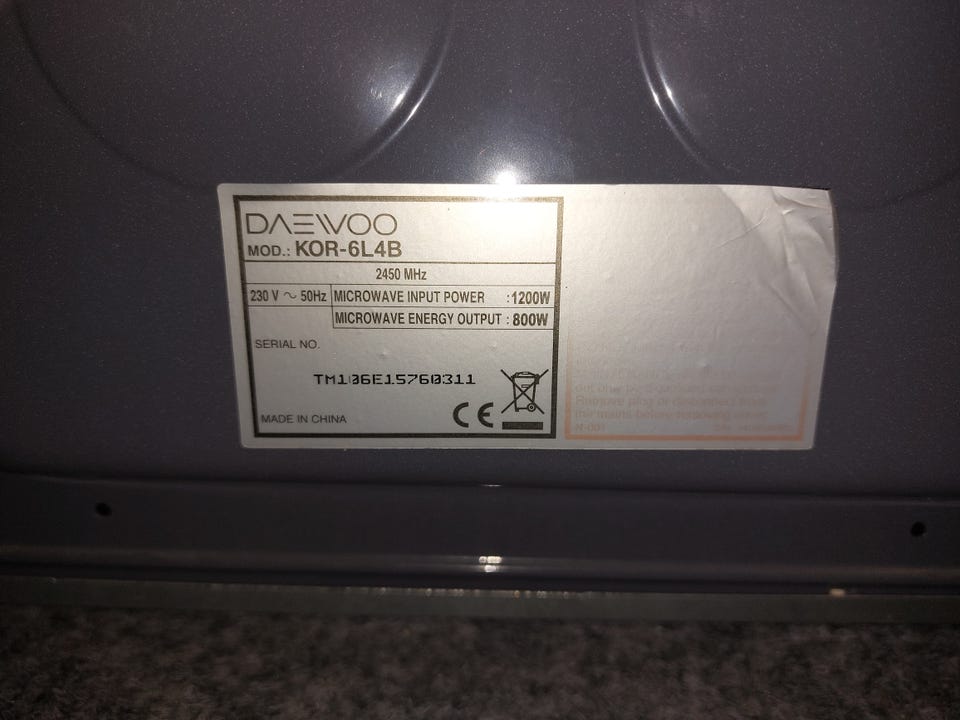 DAEWOO
MOD.: KOR-6L4B
2450 MHz
230 V ~ 50Hz MICROWAVE INPUT POWER :1200W
MICROWAVE ENERGY OUTPUT : 800W
SERIAL NO.
TM106E15760311
MADE IN CHINA CE
Remove plug or disconnect from
the mains before removing cover.
H-001